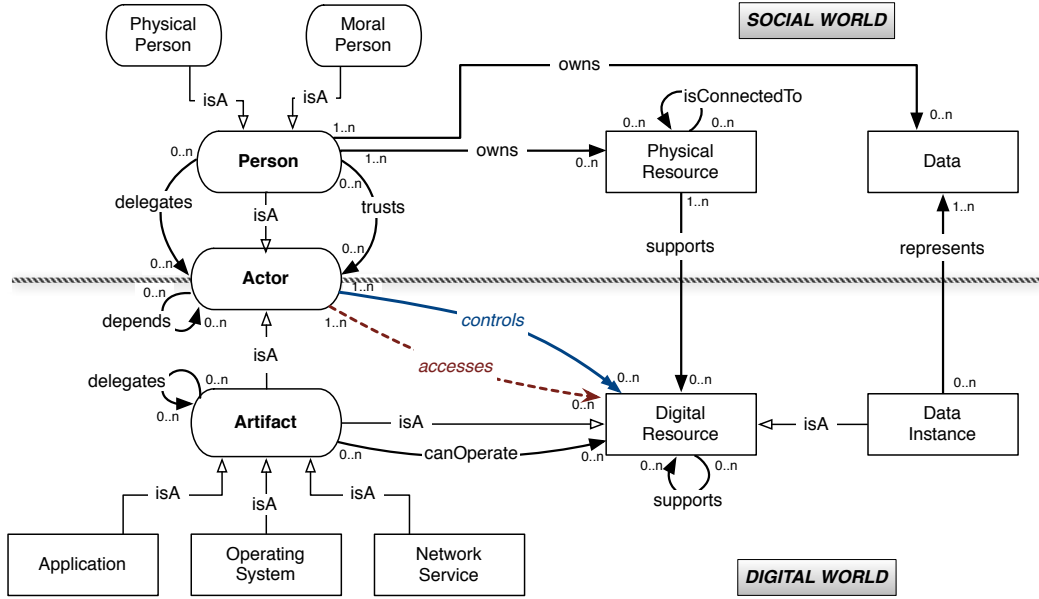 Physical
Person
Moral
Person
SOCIAL WORLD
owns
isA
isA
isConnectedTo
0..n
0..n
0..n
1..n
0..n
Person
1..n
owns
0..n
Physical
Resource
Data
0..n
1..n
1..n
delegates
isA
trusts
supports
represents
0..n
0..n
Actor
0..n
1..n
depends
0..n
1..n
controls
isA
accesses
delegates
0..n
0..n
0..n
0..n
0..n
0..n
Artifact
isA
Digital
Resource
isA
Data
Instance
0..n
canOperate
0..n
0..n
0..n
supports
isA
isA
isA
Application
Operating
System
Network
Service
DIGITAL WORLD